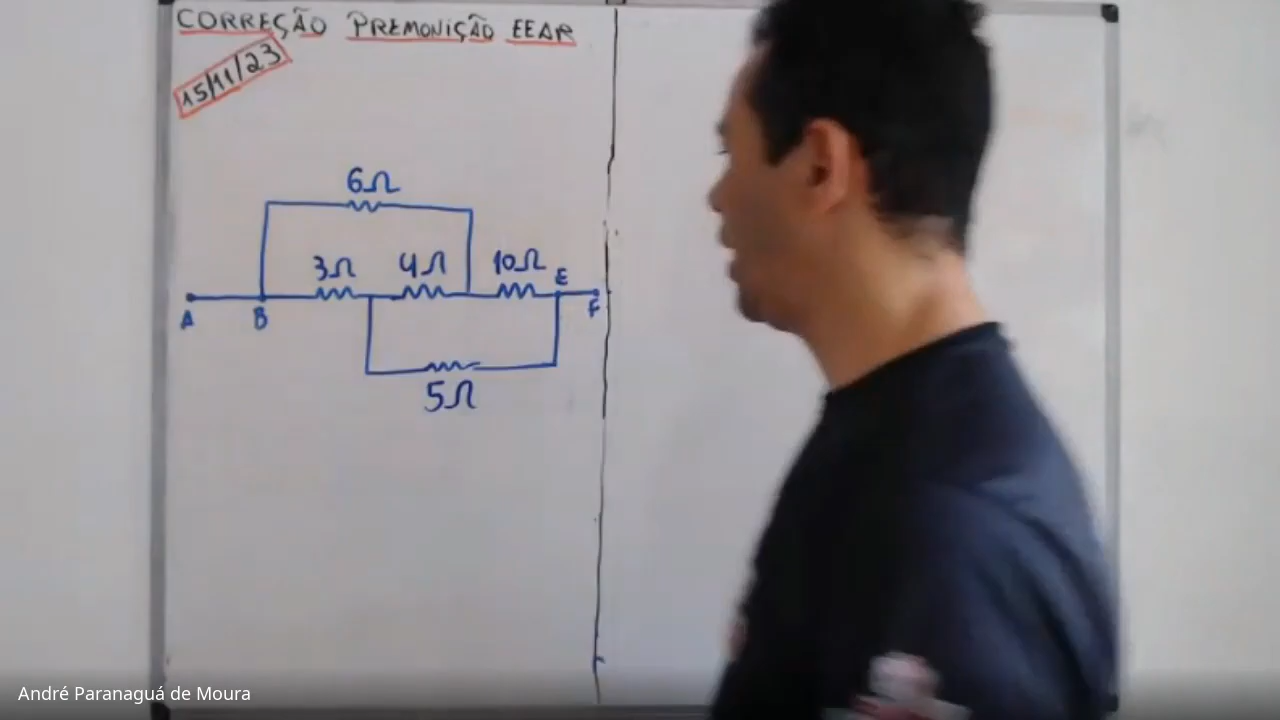 CORREÇÃO PREMONIÇÃO EEAR
15/11/23
6Ω
3Ω 4Ω 10Ω E
A B F
5Ω
André Paranaguá de Moura